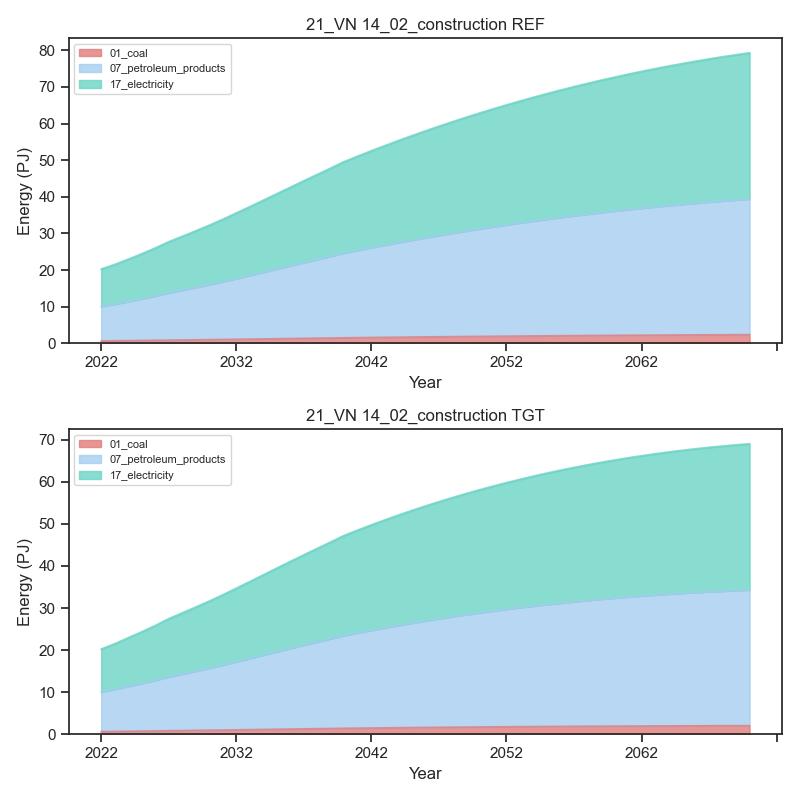 21_VN 14_02_construction REF
80
70
60
50
40
30
20
10
0
Energy (PJ)
01_coal
07_petroleum_products
17_electricity
2022
2032
2042
2052
2062
Year
21_VN 14_02_construction TGT
70
60
50
40
30
20
10
0
Energy (PJ)
01_coal
07_petroleum_products
17_electricity
2022
2032
2042
2052
2062
Year